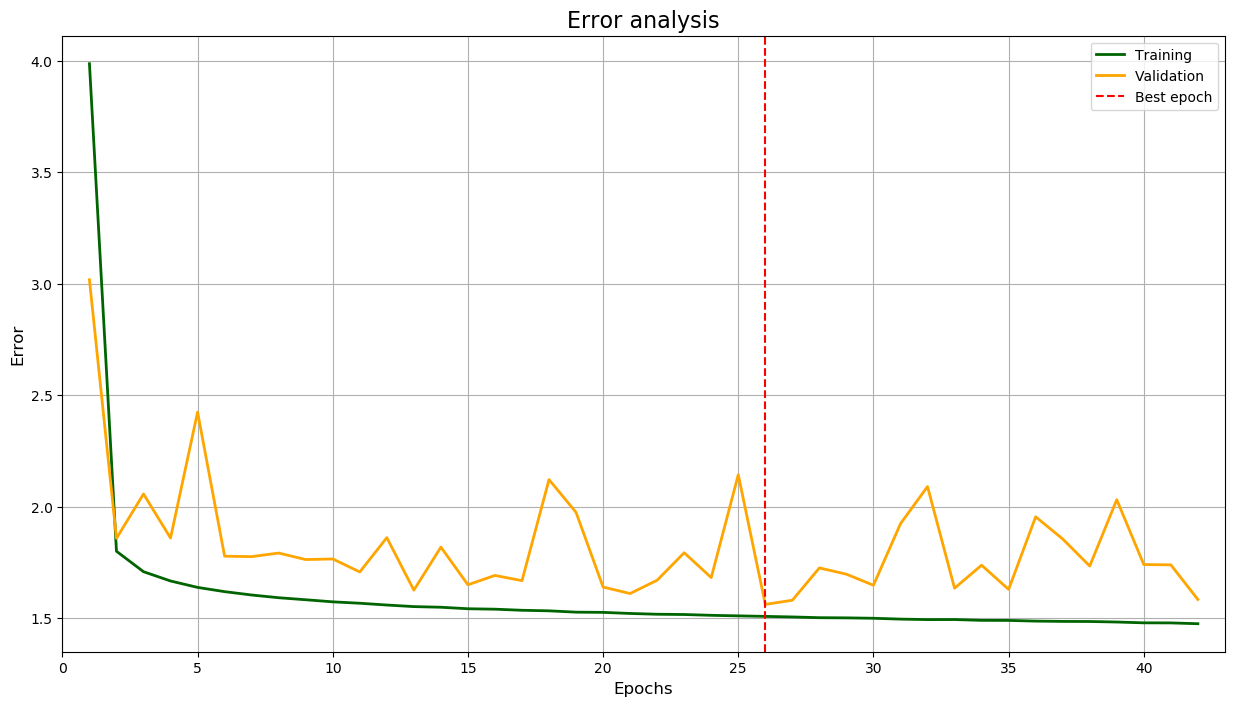 Error analysis
Training
Validation
Best epoch
4.0
3.5
3.0
2.5
2.0
1.5
Error
0 5 10 15 20 25 30 35 40
Epochs